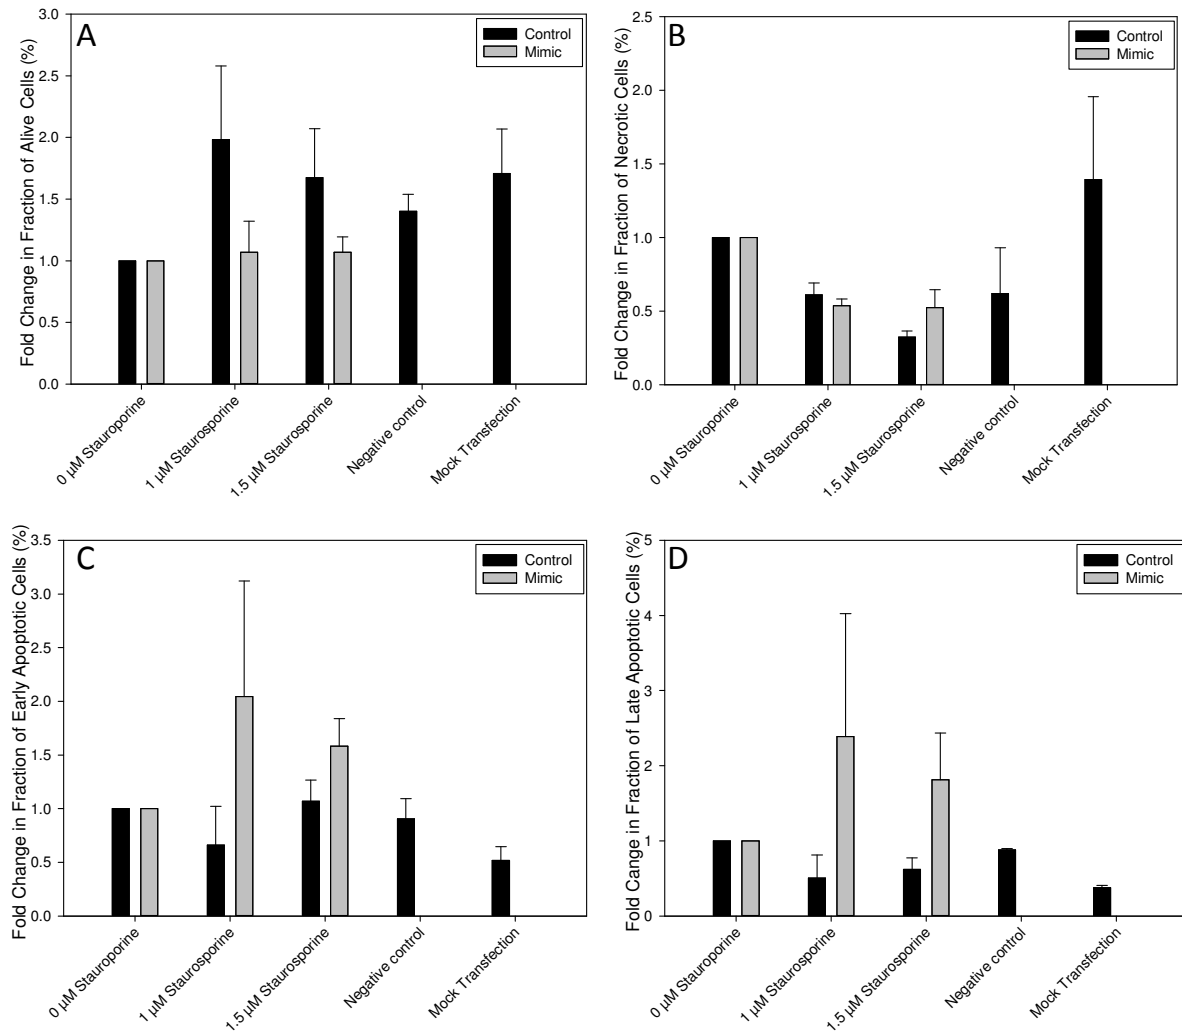 A
Fold Change in Fraction of Alive Cells (%)
3.0
2.5
2.0
1.5
1.0
0.5
0.0
Control
Mimic
0 µM Stauroporine
1 µM Staurosporine
1.5 µM Staurosporine
Negative control
Mock Transfection
B
Fold Change in Fraction of Necrotic Cells (%)
2.5
2.0
1.5
1.0
0.5
0.0
Control
Mimic
0 µM Stauroporine
1 µM Staurosporine
1.5 µM Staurosporine
Negative control
Mock Transfection
C
Fold Change in Fraction of Early Apoptotic Cells (%)
3.5
3.0
2.5
2.0
1.5
1.0
0.5
0.0
Control
Mimic
0 µM Stauroporine
1 µM Staurosporine
1.5 µM Staurosporine
Negative control
Mock Transfection
D
Fold Cange in Fraction of Late Apoptotic Cells (%)
5
4
3
2
1
0
Control
Mimic
0 µM Stauroporine
1 µM Staurosporine
1.5 µM Staurosporine
Negative control
Mock Transfection